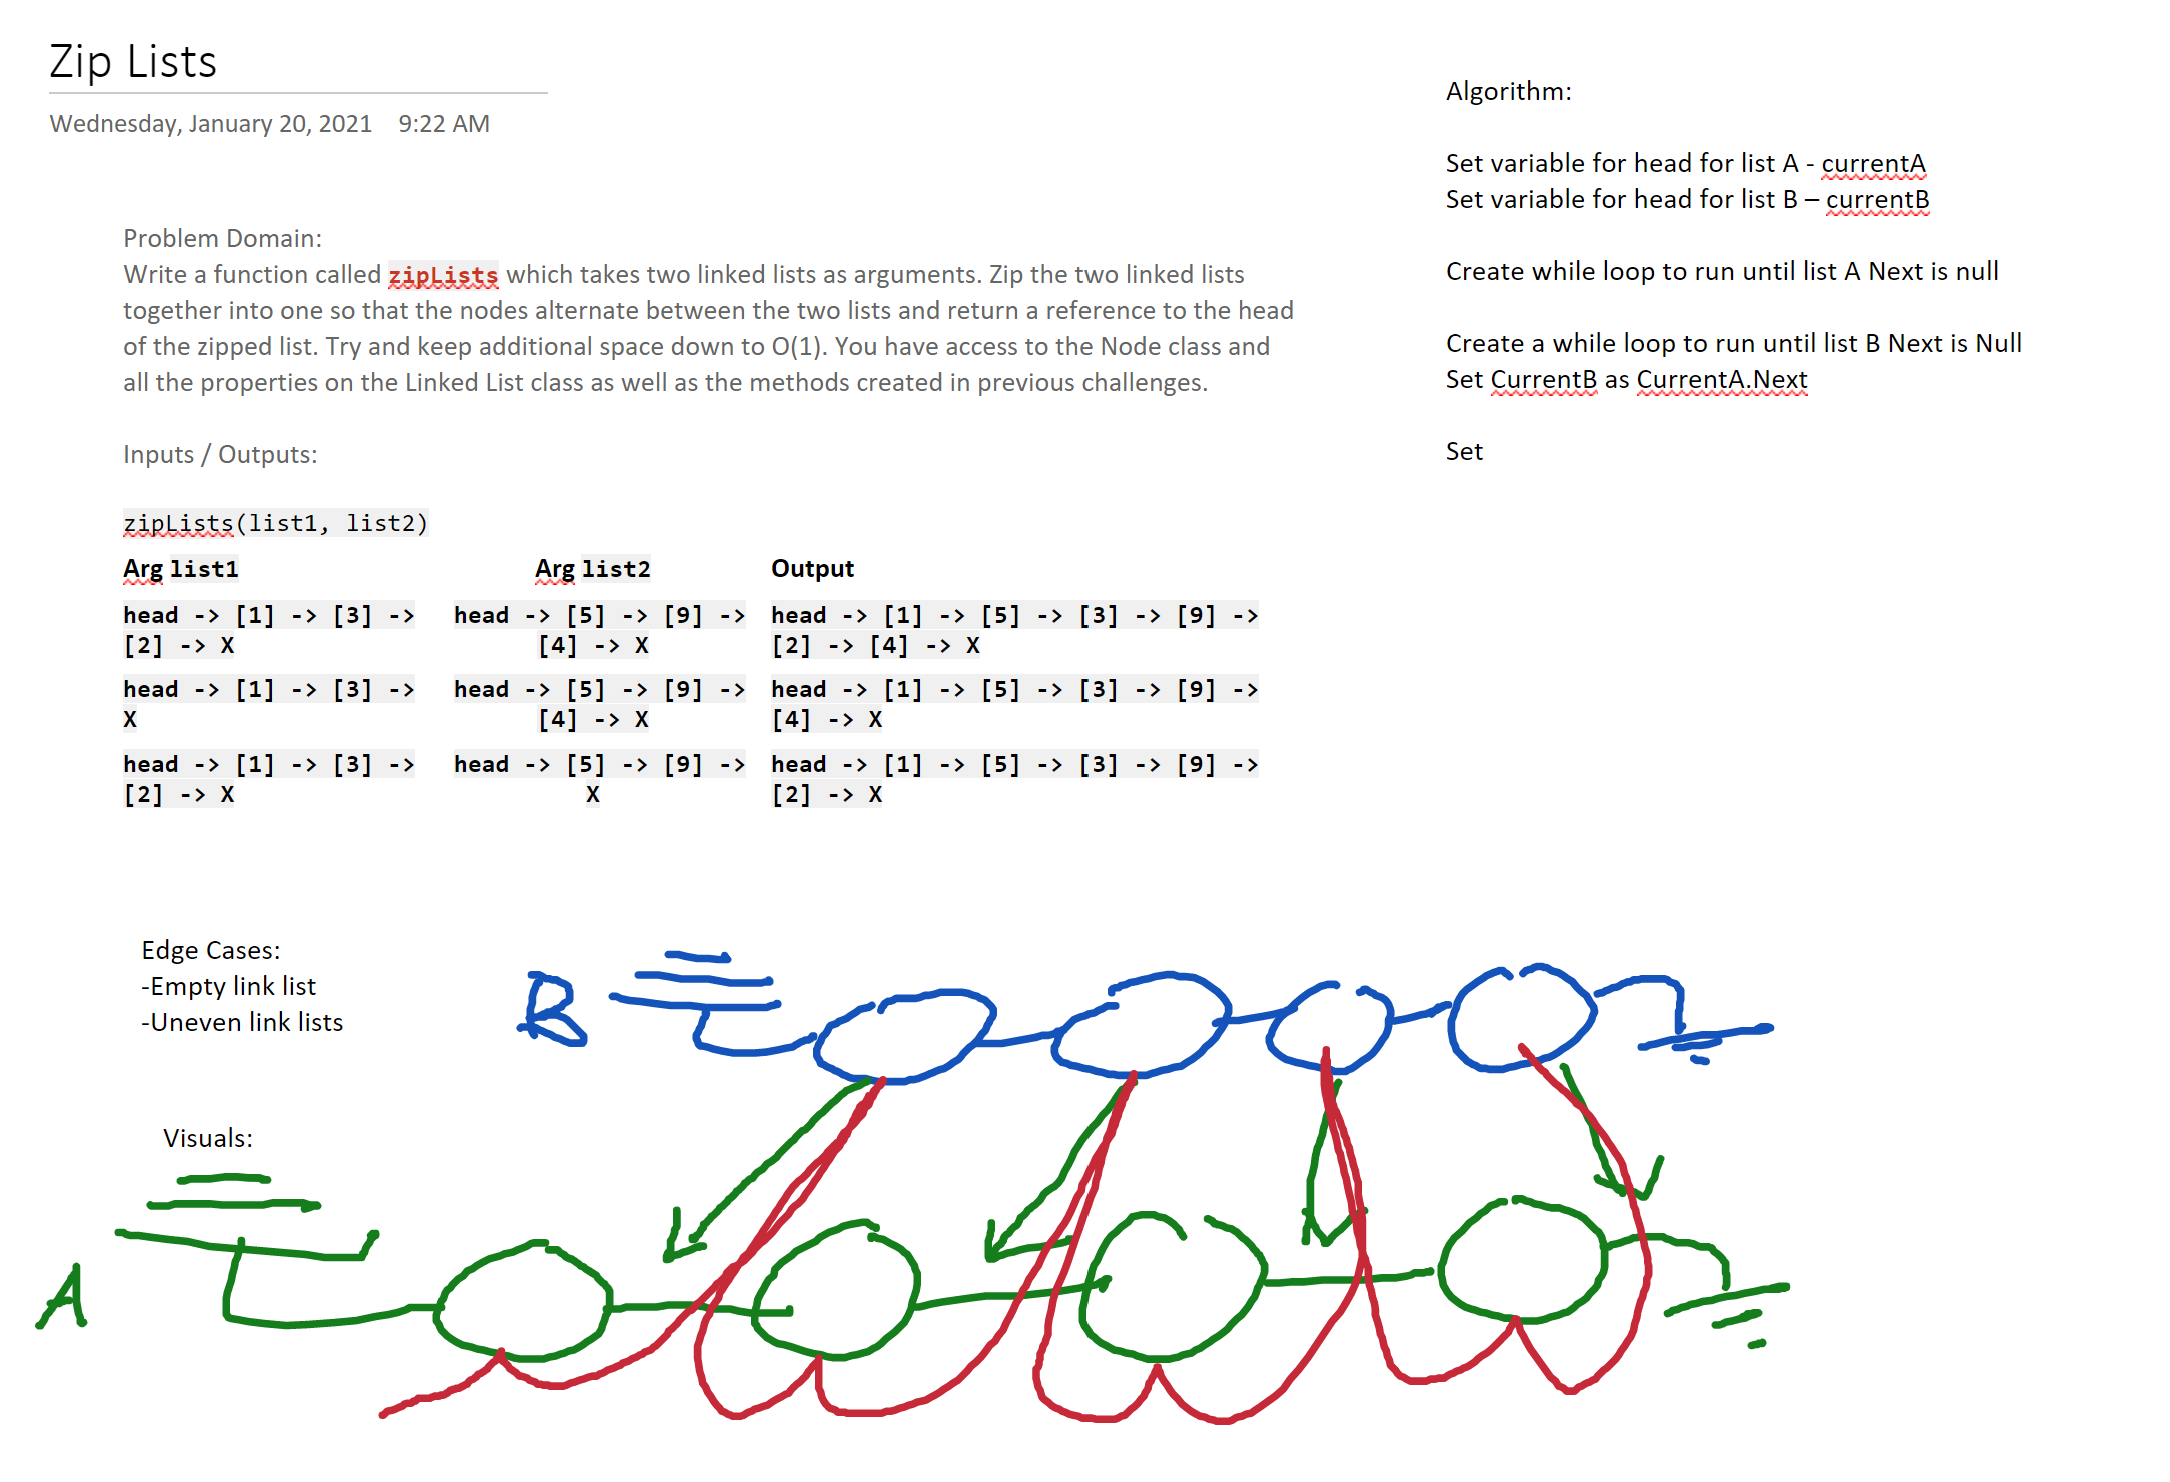 Zip Lists
Wednesday, January 20, 2021 9:22 AM
Problem Domain:
Write a function called zipLists which takes two linked lists as arguments. Zip the two linked lists
together into one so that the nodes alternate between the two lists and return a reference to the head
of the zipped list. Try and keep additional space down to O(1). You have access to the Node class and
all the properties on the Linked List class as well as the methods created in previous challenges.
Inputs / Outputs:
zipLists(list1, list2)
Arg list1 Arg list2 Output
head -> [1] -> [3] -> head -> [5] -> [9] -> head -> [1] -> [5] -> [3] -> [9] ->
[2] -> X [4] -> X [2] -> [4] -> X
head -> [1] -> [3] -> head -> [5] -> [9] -> head -> [1] -> [5] -> [3] -> [9] ->
X [4] -> X [4] -> X
head -> [1] -> [3] -> head -> [5] -> [9] -> head -> [1] -> [5] -> [3] -> [9] ->
[2] -> X X [2] -> X
Algorithm:
Set variable for head for list A - currentA
Set variable for head for list B – currentB
Create while loop to run until list A Next is null
Create a while loop to run until list B Next is Null
Set CurrentB as CurrentA.Next
Set
Edge Cases:
-Empty link list
-Uneven link lists
Visuals:
B
A